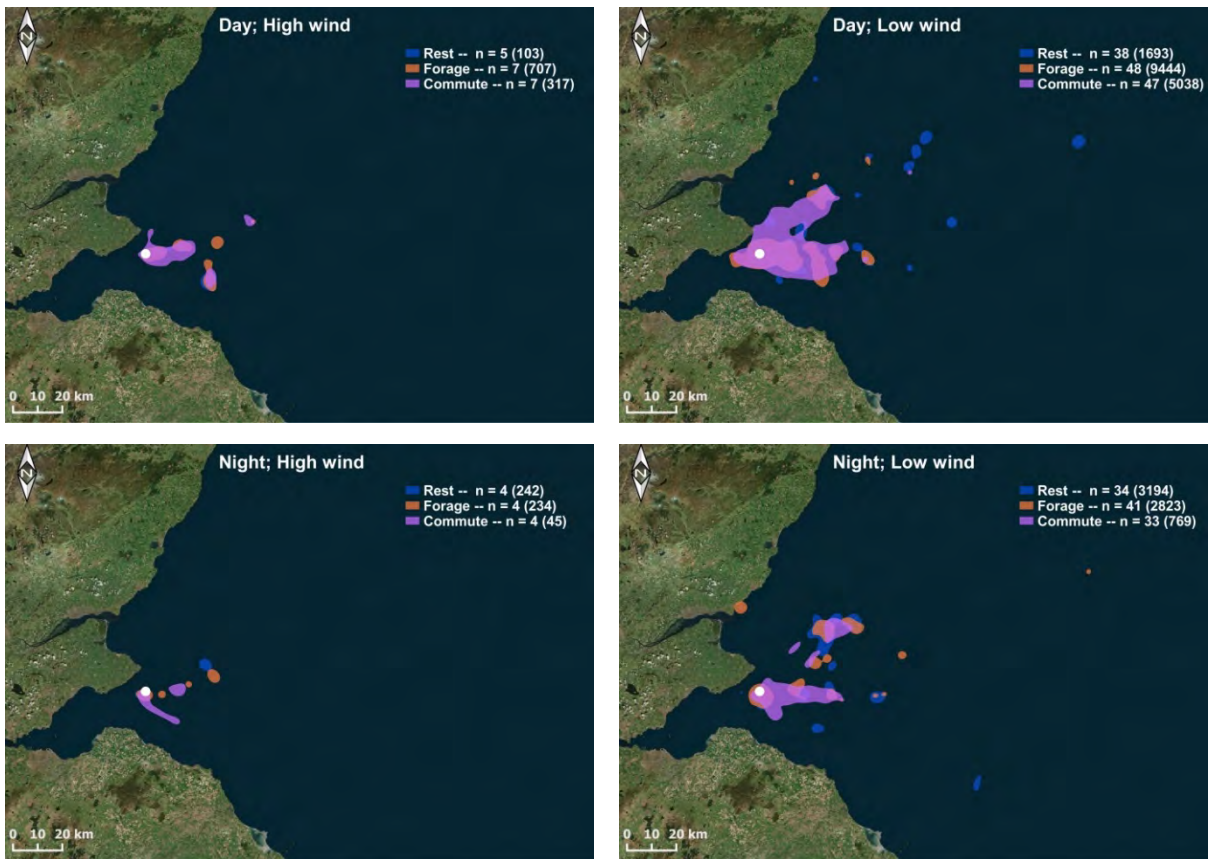 Day; High wind
N
Rest -- n = 5 (103)
Forage -- n = 7 (707)
Commute -- n = 7 (317)
0 10 20 km
Day; Low wind
N
Rest -- n = 38 (1693)
Forage -- n = 48 (9444)
Commute -- n = 47 (5038)
0 10 20 km
Night; High wind
N
Rest -- n = 4 (242)
Forage -- n = 4 (234)
Commute -- n = 4 (45)
0 10 20 km
Night; Low wind
N
Rest -- n = 34 (3194)
Forage -- n = 41 (2823)
Commute -- n = 33 (769)
0 10 20 km